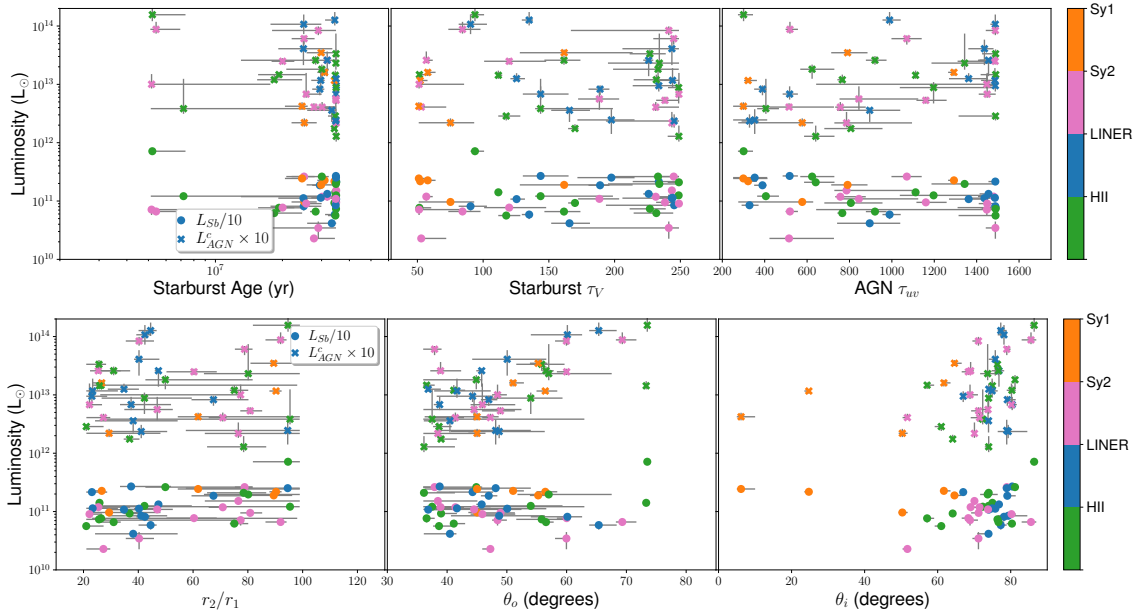 10^14
10^13
10^12
10^11
10^10
Luminosity (L_⊙)
L_Sb/10
L^c_AGN × 10
10^7
Starburst Age (yr)
50 100 150 200 250
Starburst τ_V
200 400 600 800 1000 1200 1400 1600
AGN τ_uv
Sy1
Sy2
LINER
HII
10^14
10^13
10^12
10^11
10^10
Luminosity (L_⊙)
L_Sb/10
L^c_AGN × 10
20 40 60 80 100 120
r_2/r_1
30 40 50 60 70 80
θ_o (degrees)
0 20 40 60 80
θ_i (degrees)
Sy1
Sy2
LINER
HII